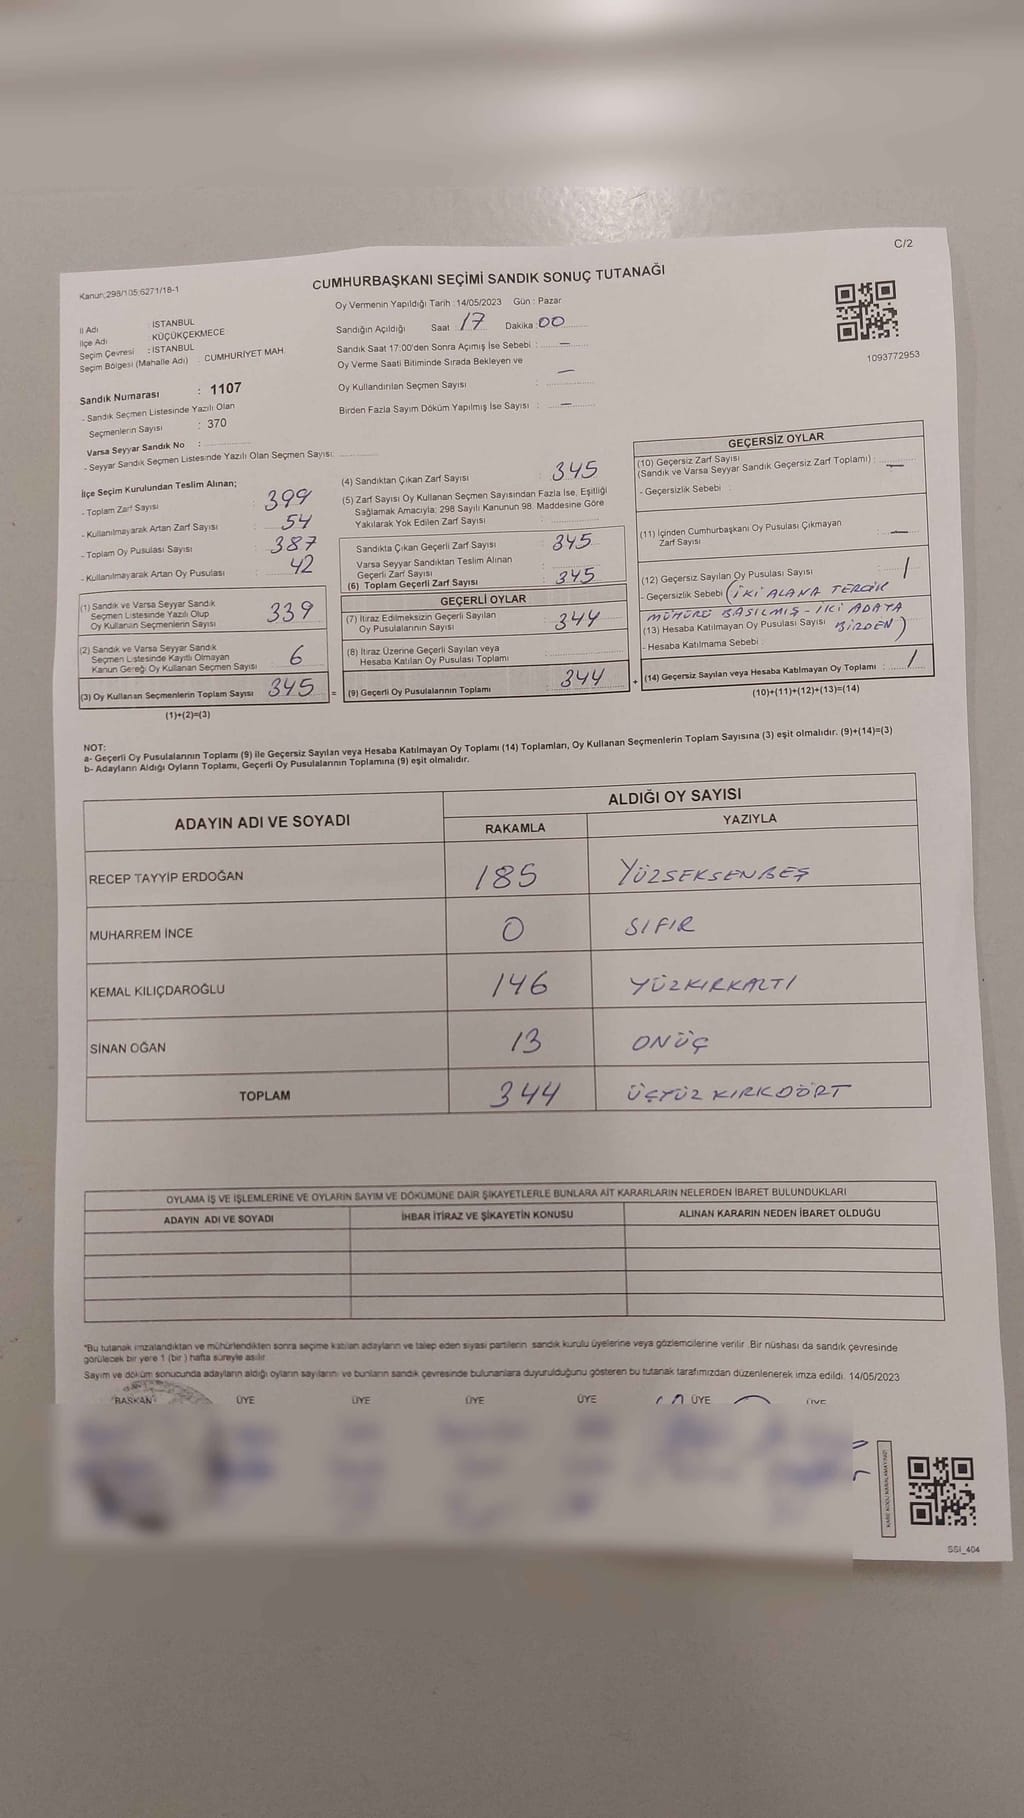 C/2
Kanun;298/105;6271/18-1
CUMHURBAŞKANI SEÇİMİ SANDIK SONUÇ TUTANAĞI
Oy Vermenin Yapıldığı Tarih :14/05/2023 Gün : Pazar
İl Adı : İSTANBUL
İlçe Adı : KÜÇÜKÇEKMECE
Seçim Çevresi : İSTANBUL
Seçim Bölgesi (Mahalle Adı) : CUMHURİYET MAH.
Sandık Numarası : 1107
- Sandık Seçmen Listesinde Yazılı Olan
Seçmenlerin Sayısı : 370
Varsa Seyyar Sandık No :
- Seyyar Sandık Seçmen Listesinde Yazılı Olan Seçmen Sayısı:
Sandığın Açıldığı Saat : 17 Dakika : 00
Sandık Saat 17:00'den Sonra Açımış İse Sebebi : —
Oy Verme Saati Bitiminde Sırada Bekleyen ve
Oy Kullandırılan Seçmen Sayısı : —
Birden Fazla Sayım Döküm Yapılmış İse Sayısı : —
1093772953
İlçe Seçim Kurulundan Teslim Alınan;
- Toplam Zarf Sayısı : 399
- Kullanılmayarak Artan Zarf Sayısı : 54
- Toplam Oy Pusulası Sayısı : 387
- Kullanılmayarak Artan Oy Pusulası : 42
(1) Sandık ve Varsa Seyyar Sandık
Seçmen Listesinde Yazılı Olup
Oy Kullanan Seçmenlerin Sayısı : 339
(2) Sandık ve Varsa Seyyar Sandık
Seçmen Listesinde Kayıtlı Olmayan
Kanun Gereği Oy Kullanan Seçmen Sayısı : 6
(3) Oy Kullanan Seçmenlerin Toplam Sayısı : 345
(1)+(2)=(3)
(4) Sandıktan Çıkan Zarf Sayısı : 345
(5) Zarf Sayısı Oy Kullanan Seçmen Sayısından Fazla İse, Eşitliği
Sağlamak Amacıyla; 298 Sayılı Kanunun 98. Maddesine Göre
Yakılarak Yok Edilen Zarf Sayısı :
Sandıkta Çıkan Geçerli Zarf Sayısı : 345
Varsa Seyyar Sandıktan Teslim Alınan
Geçerli Zarf Sayısı :
(6) Toplam Geçerli Zarf Sayısı : 345
GEÇERLİ OYLAR
(7) İtiraz Edilmeksizin Geçerli Sayılan
Oy Pusulalarının Sayısı : 344
(8) İtiraz Üzerine Geçerli Sayılan veya
Hesaba Katılan Oy Pusulası Toplamı :
= (9) Geçerli Oy Pusulalarının Toplamı : 344
GEÇERSİZ OYLAR
(10) Geçersiz Zarf Sayısı
(Sandık ve Varsa Seyyar Sandık Geçersiz Zarf Toplamı) : —
- Geçersizlik Sebebi :
(11) İçinden Cumhurbaşkanı Oy Pusulası Çıkmayan
Zarf Sayısı : —
(12) Geçersiz Sayılan Oy Pusulası Sayısı : 1
- Geçersizlik Sebebi : (İKİ ALANA TERCİH
MÜHÜRÜ BASILMIŞ - İKİ ADAYA
(13) Hesaba Katılmayan Oy Pusulası Sayısı : BİRDEN)
- Hesaba Katılmama Sebebi :
+ (14) Geçersiz Sayılan veya Hesaba Katılmayan Oy Toplamı : 1
(10)+(11)+(12)+(13)=(14)
NOT:
a- Geçerli Oy Pusulalarının Toplamı (9) ile Geçersiz Sayılan veya Hesaba Katılmayan Oy Toplamı (14) Toplamları, Oy Kullanan Seçmenlerin Toplam Sayısına (3) eşit olmalıdır. (9)+(14)=(3)
b- Adayların Aldığı Oyların Toplamı, Geçerli Oy Pusulalarının Toplamına (9) eşit olmalıdır.
ADAYIN ADI VE SOYADI ALDIĞI OY SAYISI
RAKAMLA YAZIYLA
RECEP TAYYİP ERDOĞAN 185 YÜZSEKSENBEŞ
MUHARREM İNCE 0 SIFIR
KEMAL KILIÇDAROĞLU 146 YÜZKIRKALTI
SİNAN OĞAN 13 ONÜÇ
TOPLAM 344 ÜÇYÜZ KIRKDÖRT
OYLAMA İŞ VE İŞLEMLERİNE VE OYLARIN SAYIM VE DÖKÜMÜNE DAİR ŞİKAYETLERLE BUNLARA AİT KARARLARIN NELERDEN İBARET BULUNDUKLARI
ADAYIN ADI VE SOYADI İHBAR İTİRAZ VE ŞİKAYETİN KONUSU ALINAN KARARIN NEDEN İBARET OLDUĞU
*Bu tutanak imzalandıktan ve mühürlendikten sonra seçime katılan adayların ve talep eden siyasi partilerin sandık kurulu üyelerine veya gözlemcilerine verilir. Bir nüshası da sandık çevresinde
görülecek bir yere 1 (bir ) hafta süreyle asılır.
Sayım ve döküm sonucunda adayların aldığı oyların sayılarını ve bunların sandık çevresinde bulunanlara duyurulduğunu gösteren bu tutanak tarafımızdan düzenlenerek imza edildi. 14/05/2023
BAŞKAN ÜYE ÜYE ÜYE ÜYE ÜYE ÜYE
SSI_404